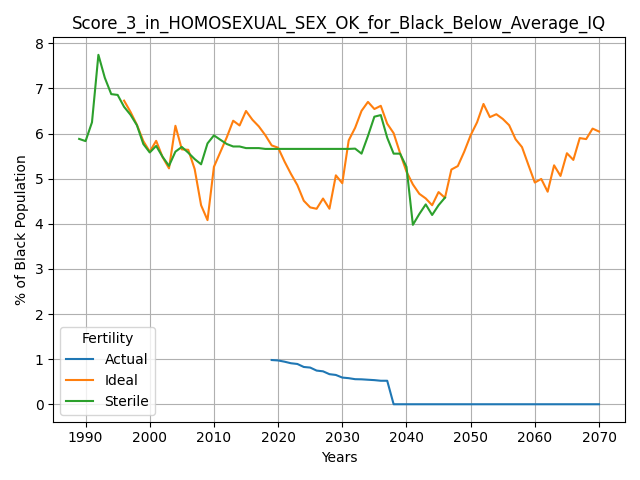 Score_3_in_HOMOSEXUAL_SEX_OK_for_Black_Below_Average_IQ
% of Black Population
8
7
6
5
4
3
2
1
0
Fertility
Actual
Ideal
Sterile
1990 2000 2010 2020 2030 2040 2050 2060 2070
Years